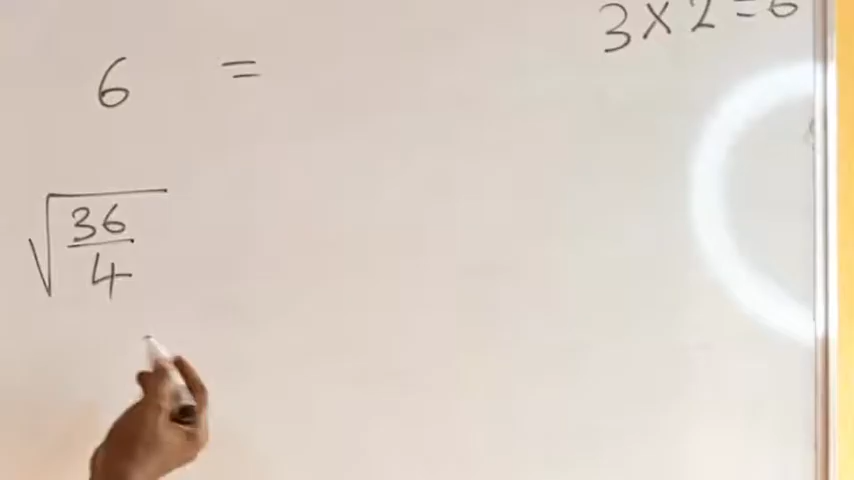 3 x 2 = 6
6 =
√(36/4)